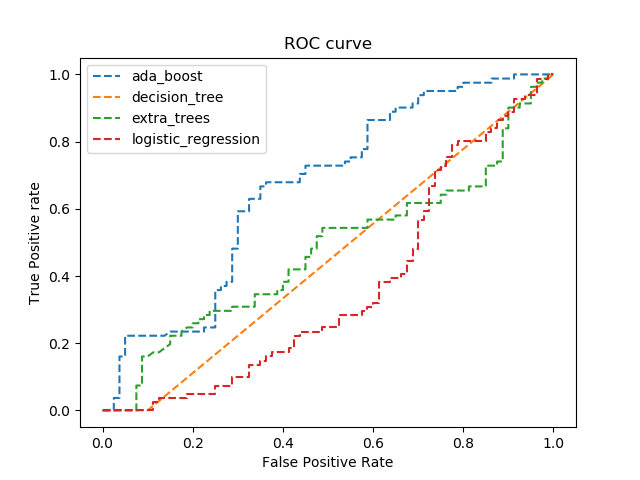 ROC curve
ada_boost
decision_tree
extra_trees
logistic_regression
True Positive rate
1.0
0.8
0.6
0.4
0.2
0.0
0.0 0.2 0.4 0.6 0.8 1.0
False Positive Rate